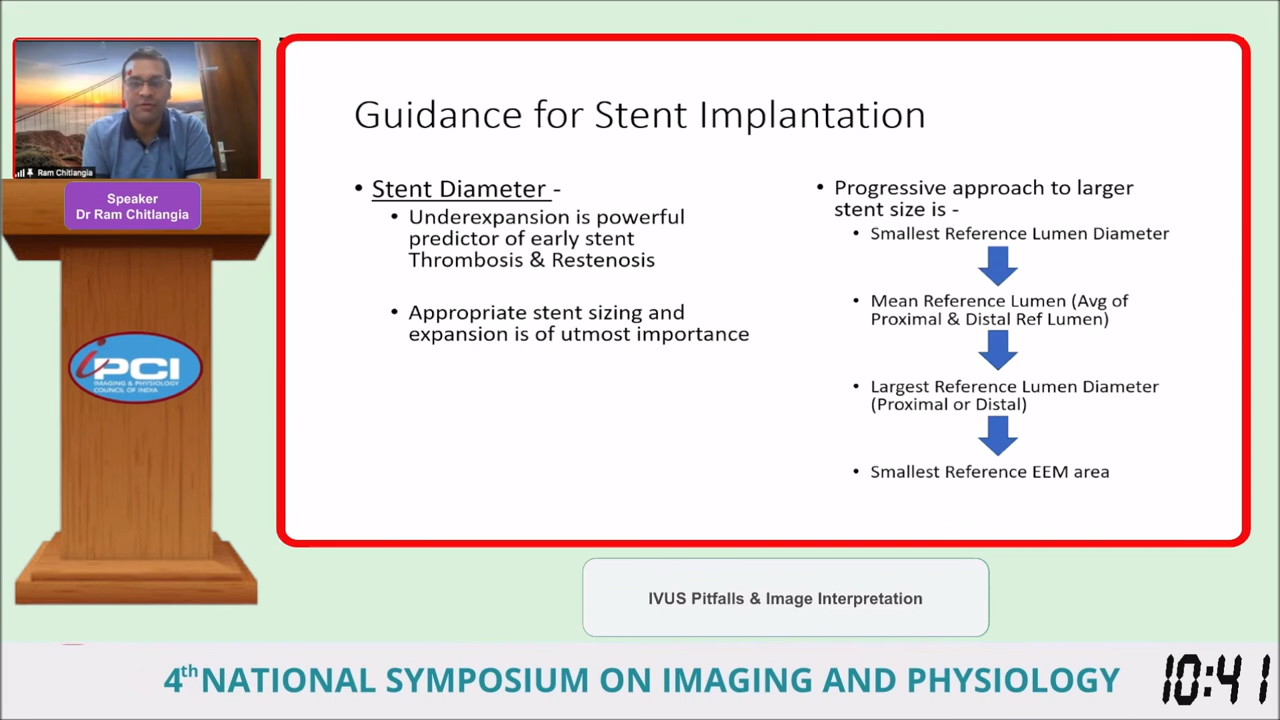 Ram Chitlangia
Speaker
Dr Ram Chitlangia
iPCI
IMAGING & PHYSIOLOGY
COUNCIL OF INDIA
Guidance for Stent Implantation
• Stent Diameter -
• Underexpansion is powerful
predictor of early stent
Thrombosis & Restenosis
• Appropriate stent sizing and
expansion is of utmost importance
• Progressive approach to larger
stent size is -
• Smallest Reference Lumen Diameter
• Mean Reference Lumen (Avg of
Proximal & Distal Ref Lumen)
• Largest Reference Lumen Diameter
(Proximal or Distal)
• Smallest Reference EEM area
IVUS Pitfalls & Image Interpretation
4th NATIONAL SYMPOSIUM ON IMAGING AND PHYSIOLOGY
10:41